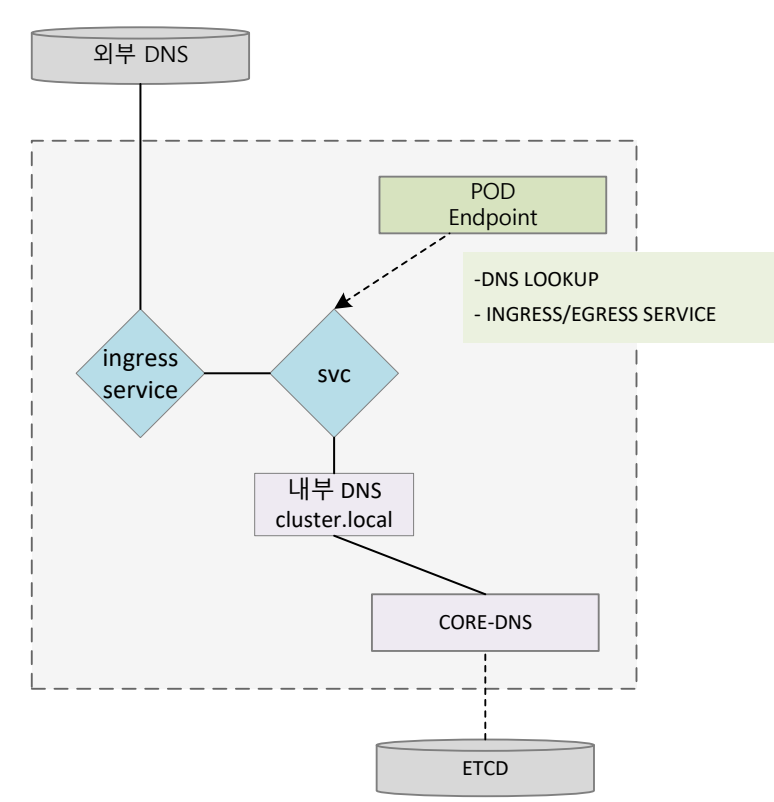 외부 DNS
POD
Endpoint
-DNS LOOKUP
- INGRESS/EGRESS SERVICE
ingress
service
svc
내부 DNS
cluster.local
CORE-DNS
ETCD